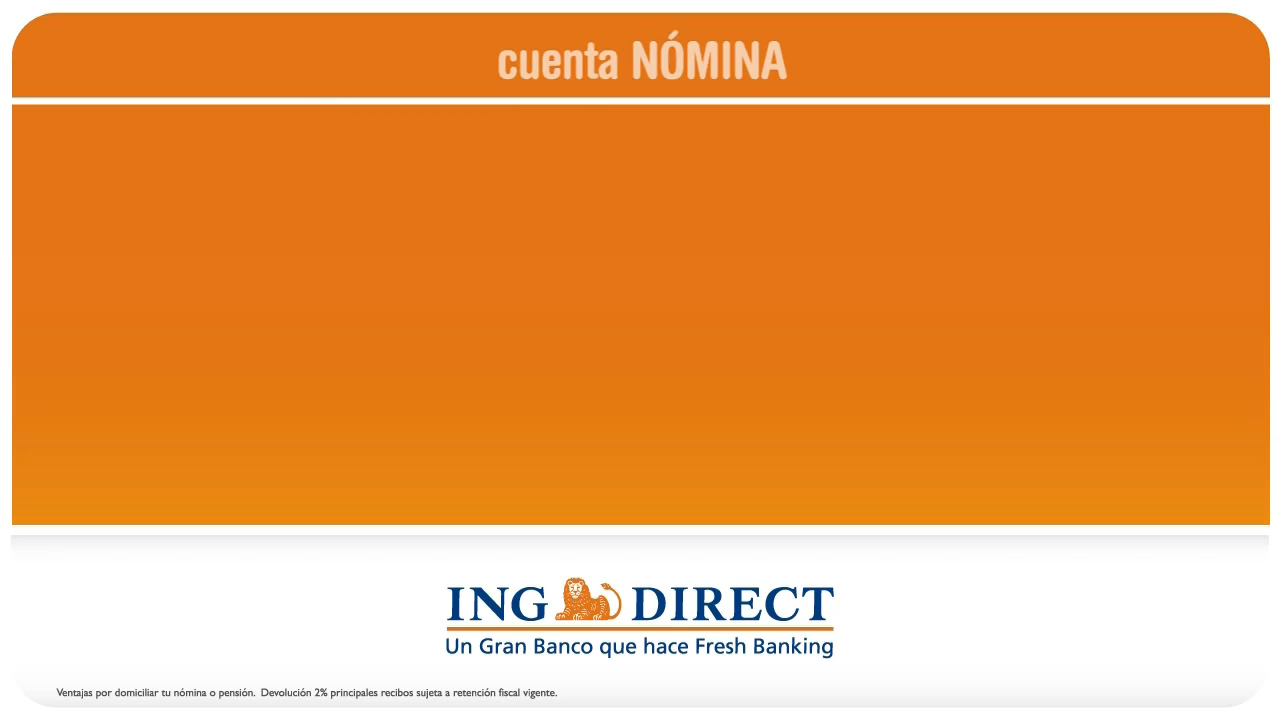 cuenta NÓMINA
ING DIRECT
Un Gran Banco que hace Fresh Banking
Ventajas por domiciliar tu nómina o pensión. Devolución 2% principales recibos sujeta a retención fiscal vigente.